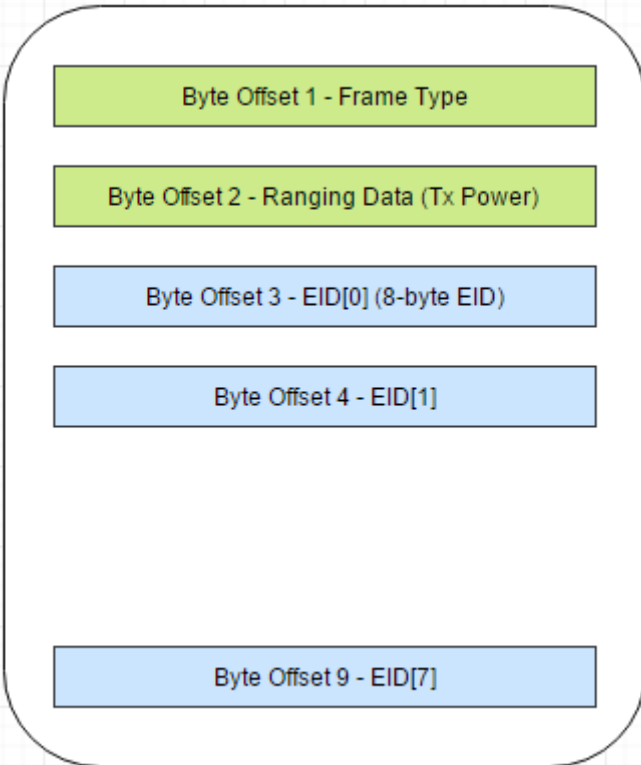 Byte Offset 1 - Frame Type
Byte Offset 2 - Ranging Data (Tx Power)
Byte Offset 3 - EID[0] (8-byte EID)
Byte Offset 4 - EID[1]
Byte Offset 9 - EID[7]